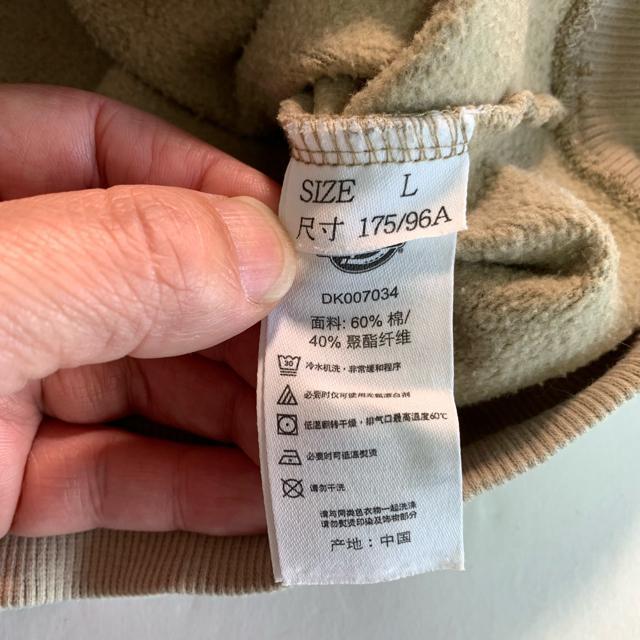 SIZE L
尺寸 175/96A
DK007034
面料: 60% 棉/
40% 聚酯纤维
30
冷水机洗，非常缓和程序
必要时仅可使用无氯漂白剂
低温翻转干燥，排气口最高温度60℃
必要时可低温熨烫
请勿干洗
请与同类色衣物一起洗涤
请勿熨烫印花及饰物部分
产地：中国